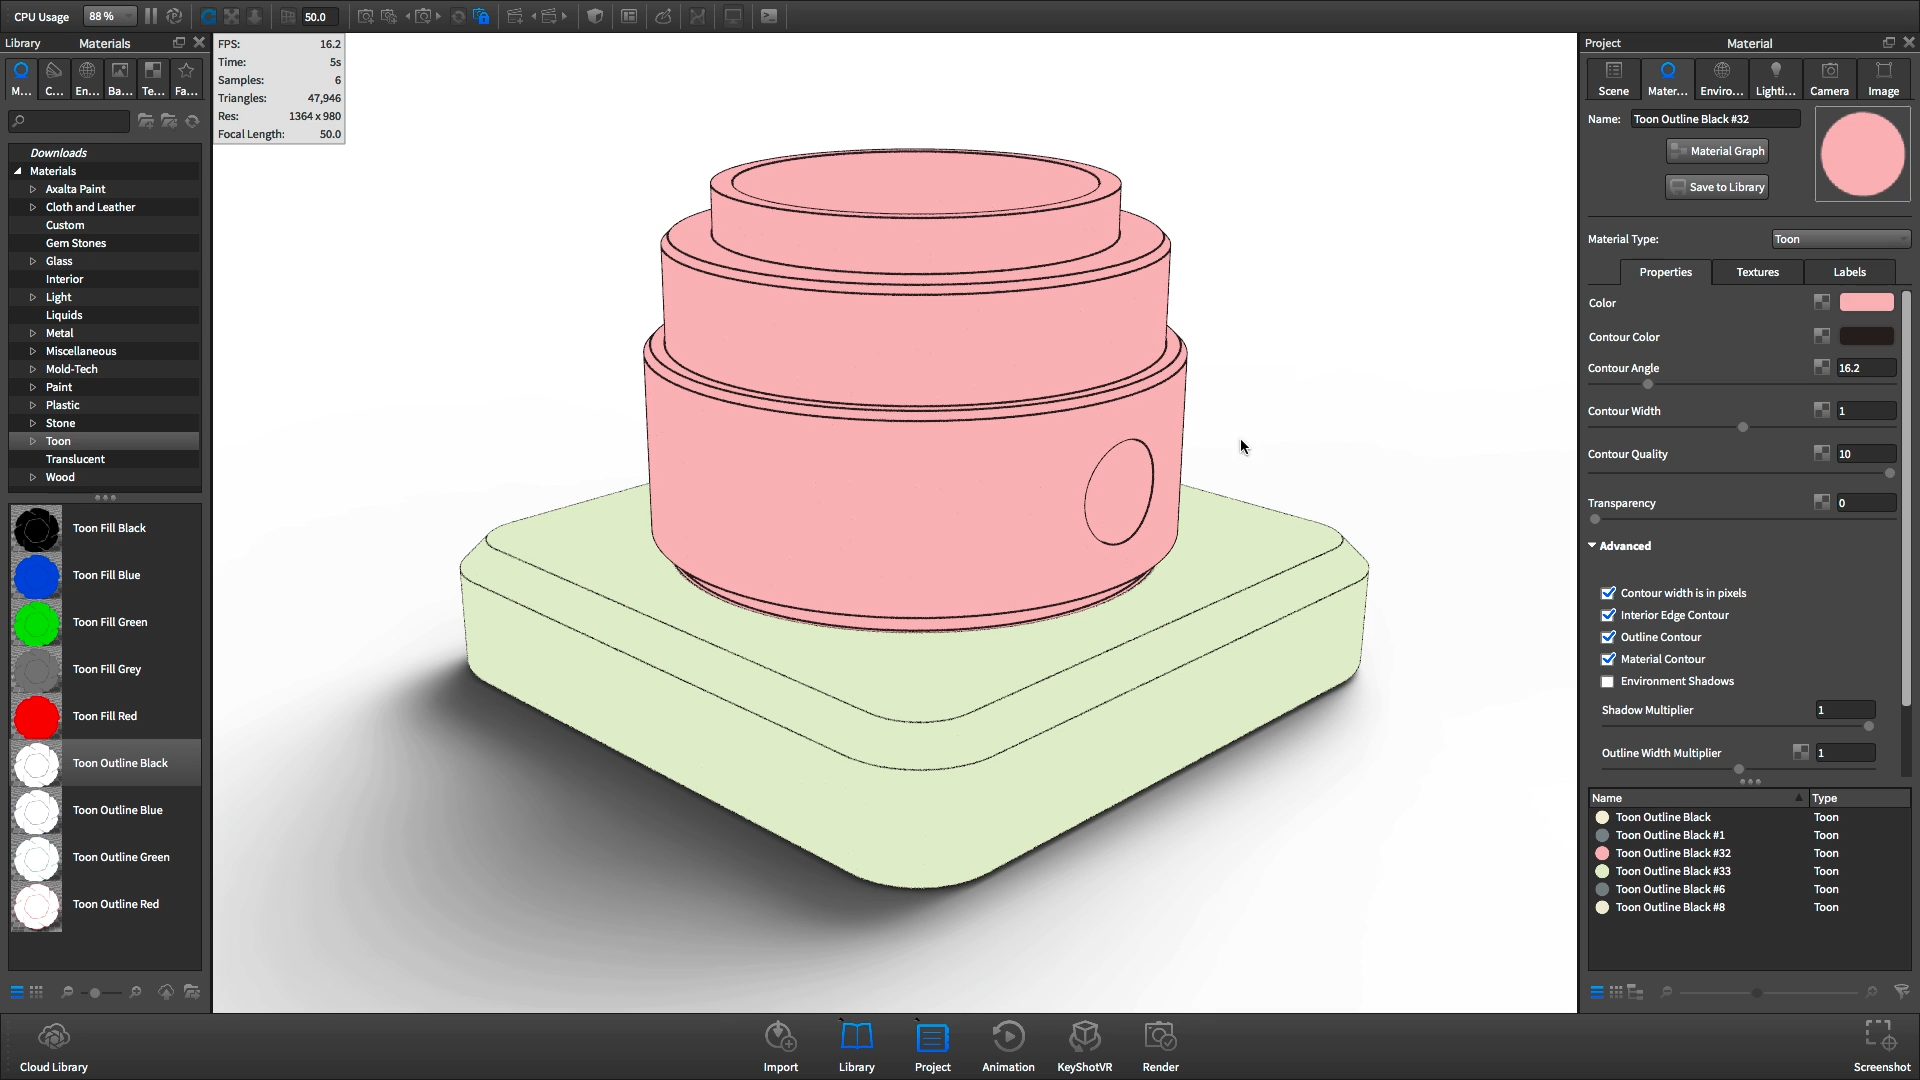 CPU Usage 88 % 50.0
Library Materials
M... C... En... Ba... Te... Fa...
Downloads
Materials
Axalta Paint
Cloth and Leather
Custom
Gem Stones
Glass
Interior
Light
Liquids
Metal
Miscellaneous
Mold-Tech
Paint
Plastic
Stone
Toon
Translucent
Wood
Toon Fill Black
Toon Fill Blue
Toon Fill Green
Toon Fill Grey
Toon Fill Red
Toon Outline Black
Toon Outline Blue
Toon Outline Green
Toon Outline Red
FPS: 16.2
Time: 5s
Samples: 6
Triangles: 47,946
Res: 1364 x 980
Focal Length: 50.0
Project Material
Scene Mater... Enviro... Lighti... Camera Image
Name: Toon Outline Black #32
Material Graph
Save to Library
Material Type: Toon
Properties Textures Labels
Color
Contour Color
Contour Angle 16.2
Contour Width 1
Contour Quality 10
Transparency 0
Advanced
Contour width is in pixels
Interior Edge Contour
Outline Contour
Material Contour
Environment Shadows
Shadow Multiplier 1
Outline Width Multiplier 1
Name Type
Toon Outline Black Toon
Toon Outline Black #1 Toon
Toon Outline Black #32 Toon
Toon Outline Black #33 Toon
Toon Outline Black #6 Toon
Toon Outline Black #8 Toon
Cloud Library Import Library Project Animation KeyShotVR Render Screenshot